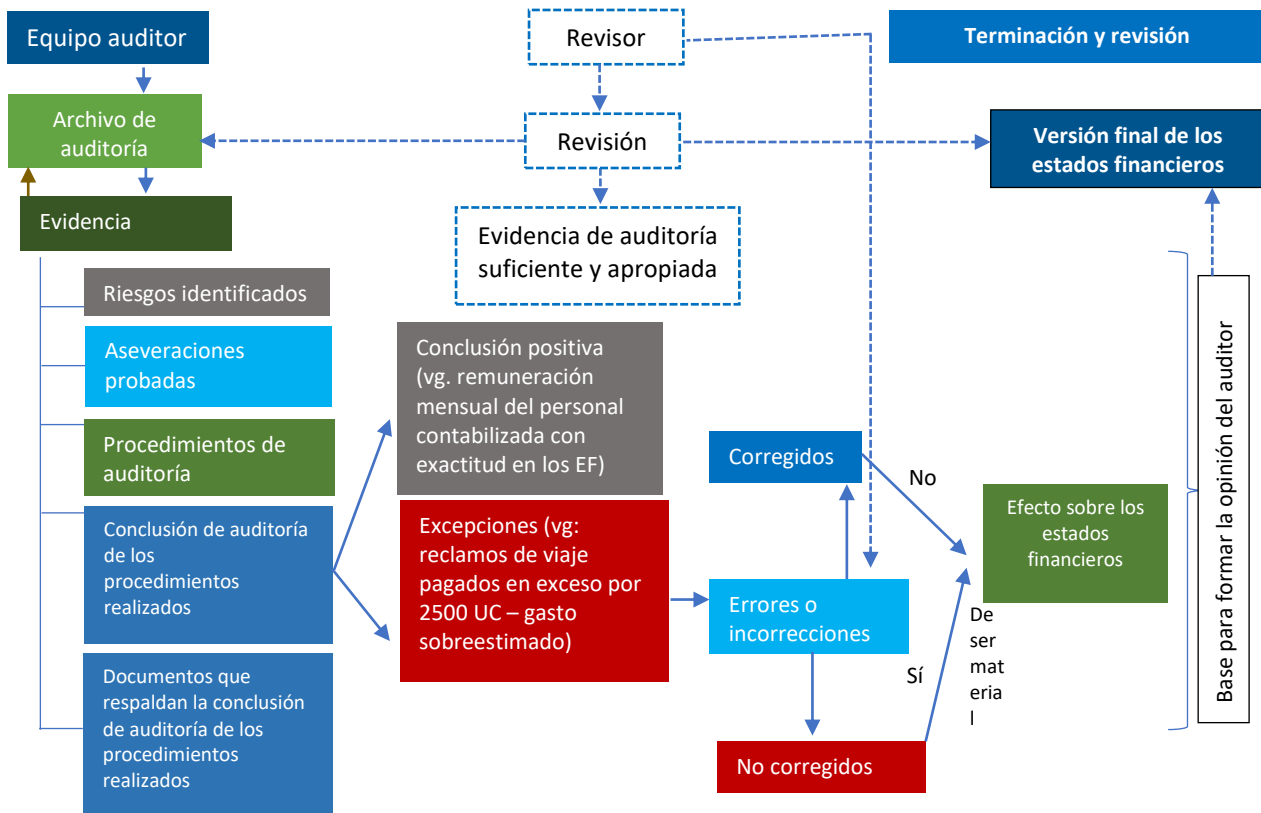 Equipo auditor
Revisor
Terminación y revisión
Archivo de
auditoría
Revisión
Versión final de los
estados financieros
Evidencia
Evidencia de auditoría
suficiente y apropiada
Riesgos identificados
Aseveraciones
probadas
Procedimientos de
auditoría
Conclusión de auditoría
de los
procedimientos
realizados
Documentos que
respaldan la conclusión
de auditoría de los
procedimientos
realizados
Conclusión positiva
(vg. remuneración
mensual del personal
contabilizada con
exactitud en los EF)
Excepciones (vg:
reclamos de viaje
pagados en exceso por
2500 UC – gasto
sobreestimado)
Corregidos
No
Errores o
incorrecciones
Sí
No corregidos
De
ser
mat
eria
l
Efecto sobre los
estados
financieros
Base para formar la opinión del auditor